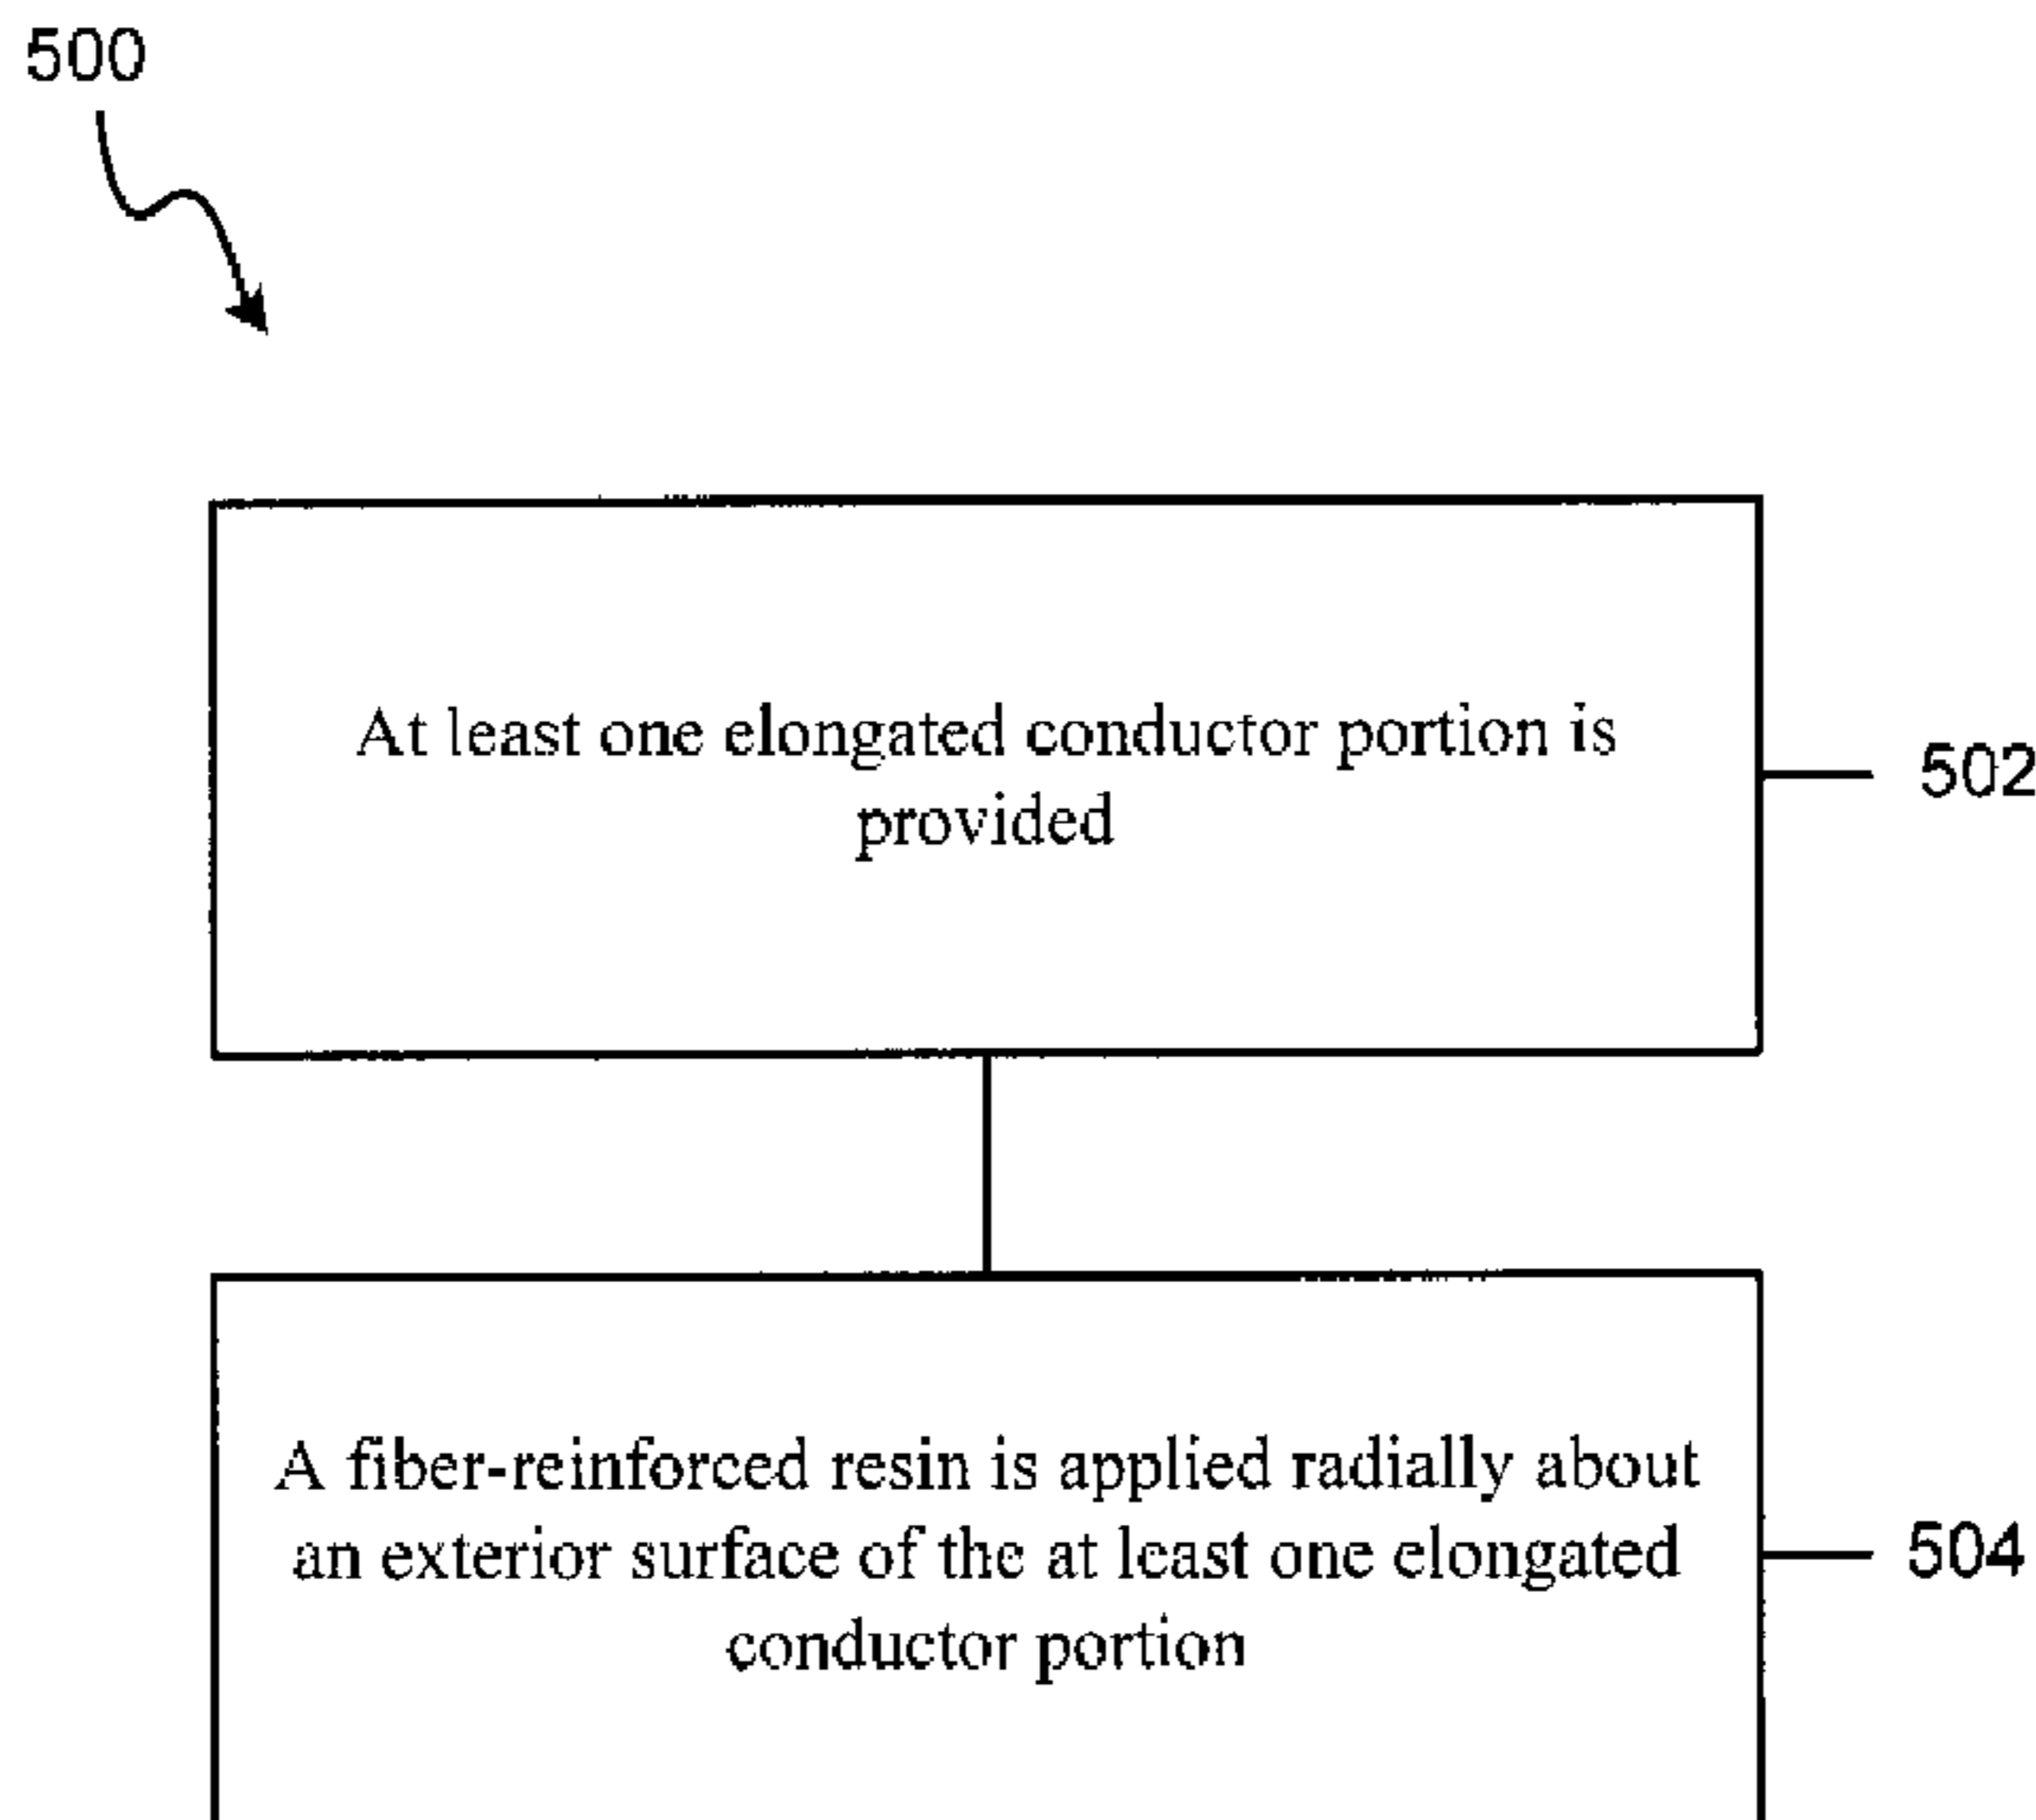 500
At least one elongated conductor portion is
provided
502
A fiber-reinforced resin is applied radially about
an exterior surface of the at least one elongated
conductor portion
504